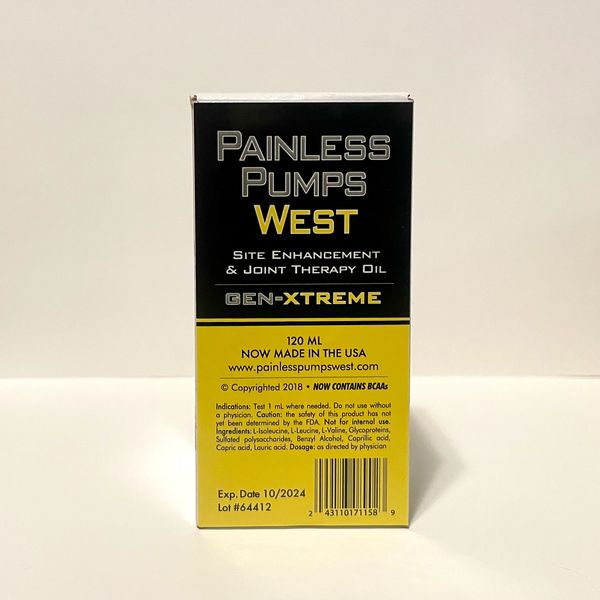 PAINLESS
PUMPS
WEST
SITE ENHANCEMENT
& JOINT THERAPY OIL
GEN-XTREME
120 ML
NOW MADE IN THE USA
www.painlesspumpswest.com
© Copyrighted 2018 • NOW CONTAINS BCAAs
Indications: Test 1 mL where needed. Do not use without
a physician. Caution: the safety of this product has not
yet been determined by the FDA. Not for internal use.
Ingredients: L-Isoleucine, L-Leucine, L-Valine, Glycoproteins,
Sulfated polysaccharides, Benzyl Alcohol, Caprillic acid,
Capric acid, Lauric acid. Dosage: as directed by physician
Exp. Date 10/2024
Lot #64412
2 43110171158 9